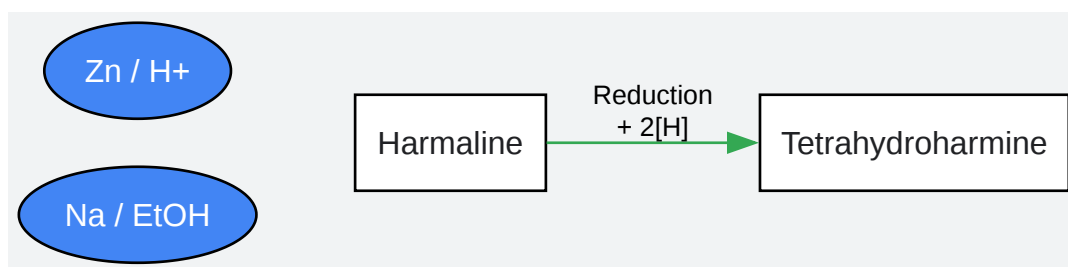 Zn / H+
Reduction
+ 2[H]
Harmaline
Tetrahydroharmine
Na / EtOH